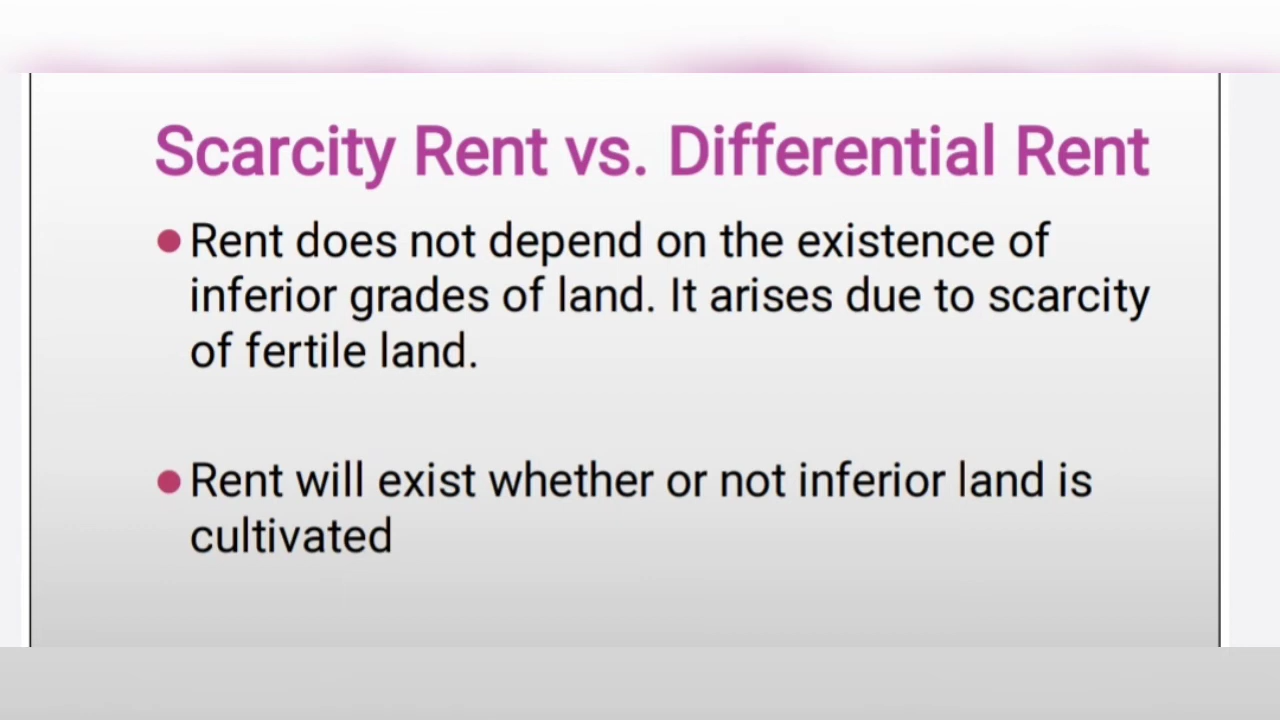 Scarcity Rent vs. Differential Rent
● Rent does not depend on the existence of
inferior grades of land. It arises due to scarcity
of fertile land.
● Rent will exist whether or not inferior land is
cultivated